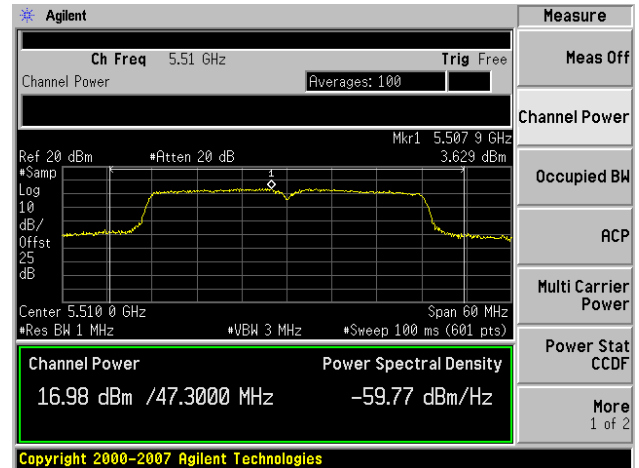 Agilent
Measure
Ch Freq 5.51 GHz Trig Free
Channel Power Averages: 100
Mkr1 5.507 9 GHz
Ref 20 dBm #Atten 20 dB 3.629 dBm
#Samp
Log
10
dB/
Offst
25
dB
1
Center 5.510 0 GHz Span 60 MHz
#Res BW 1 MHz #VBW 3 MHz #Sweep 100 ms (601 pts)
Channel Power Power Spectral Density
16.98 dBm /47.3000 MHz -59.77 dBm/Hz
Copyright 2000-2007 Agilent Technologies
Meas Off
Channel Power
Occupied BW
ACP
Multi Carrier
Power
Power Stat
CCDF
More
1 of 2